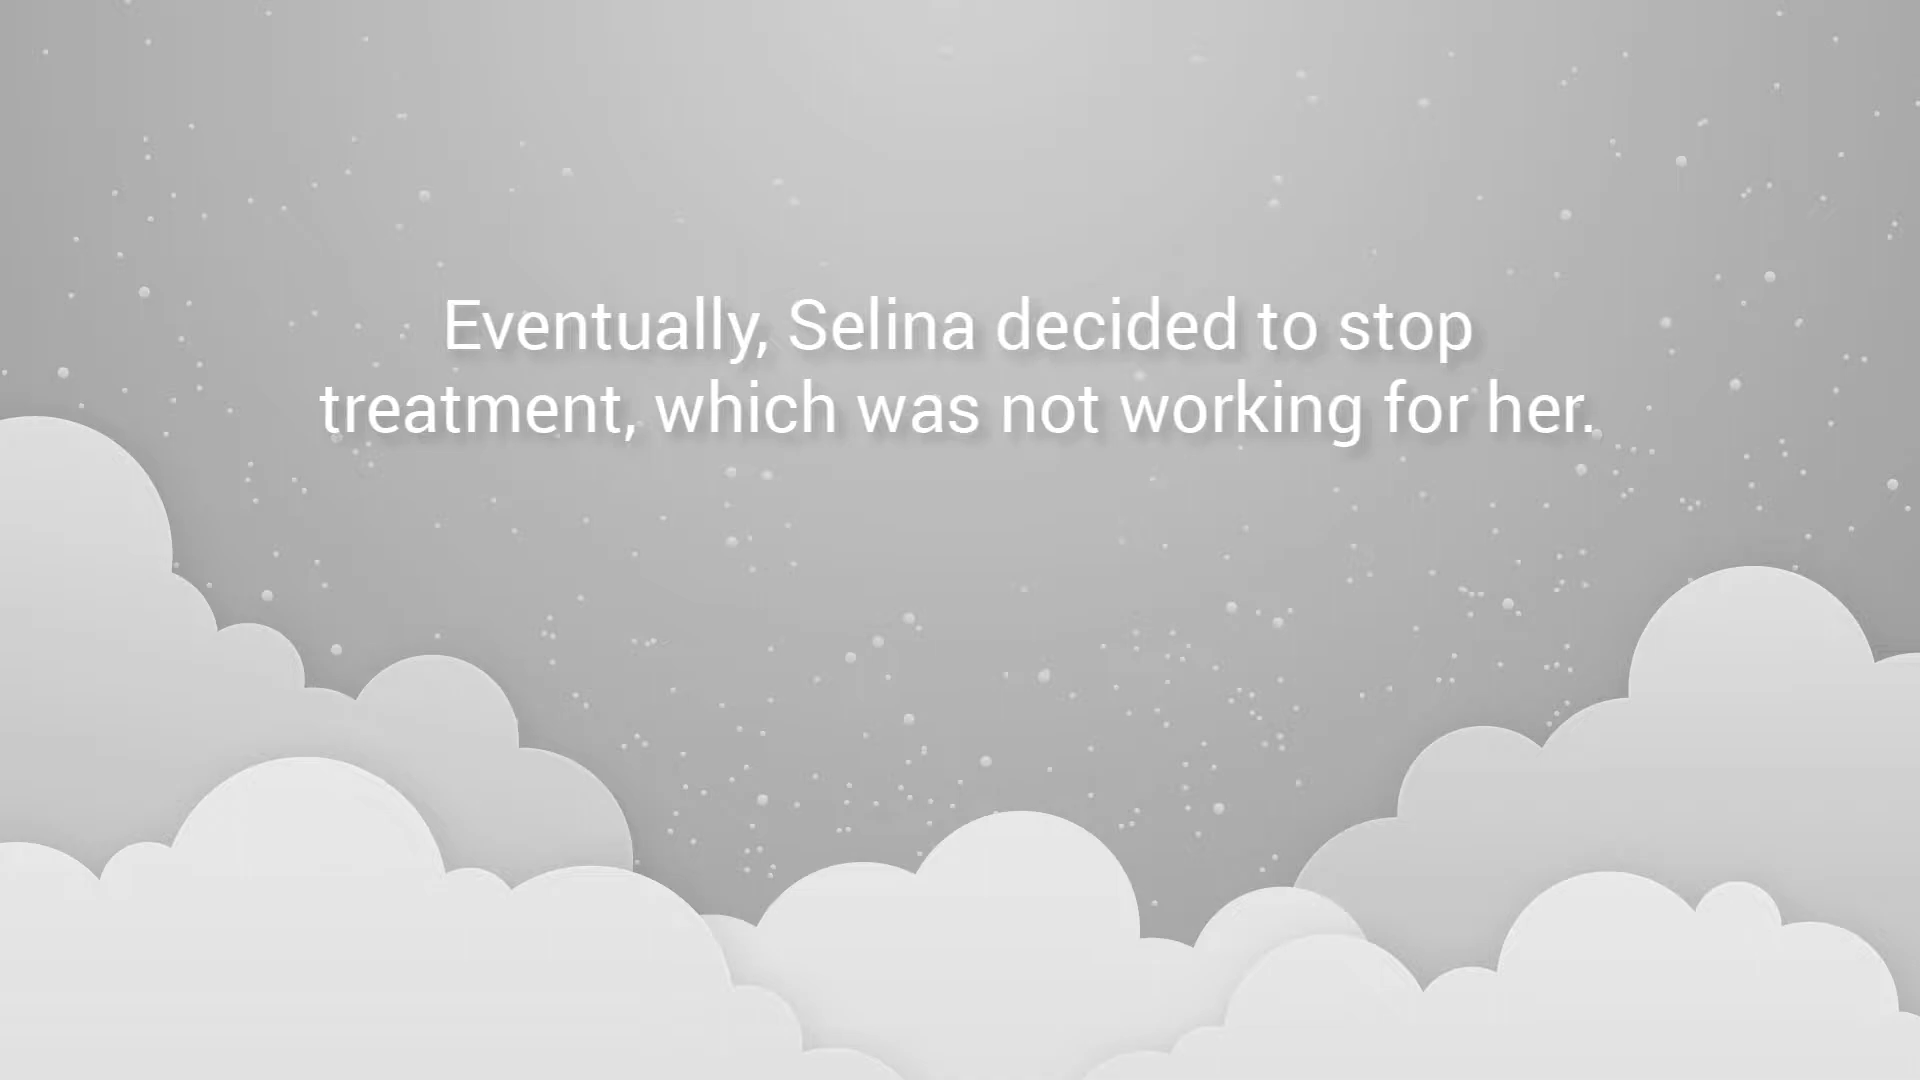 Eventually, Selina decided to stop
treatment, which was not working for her.